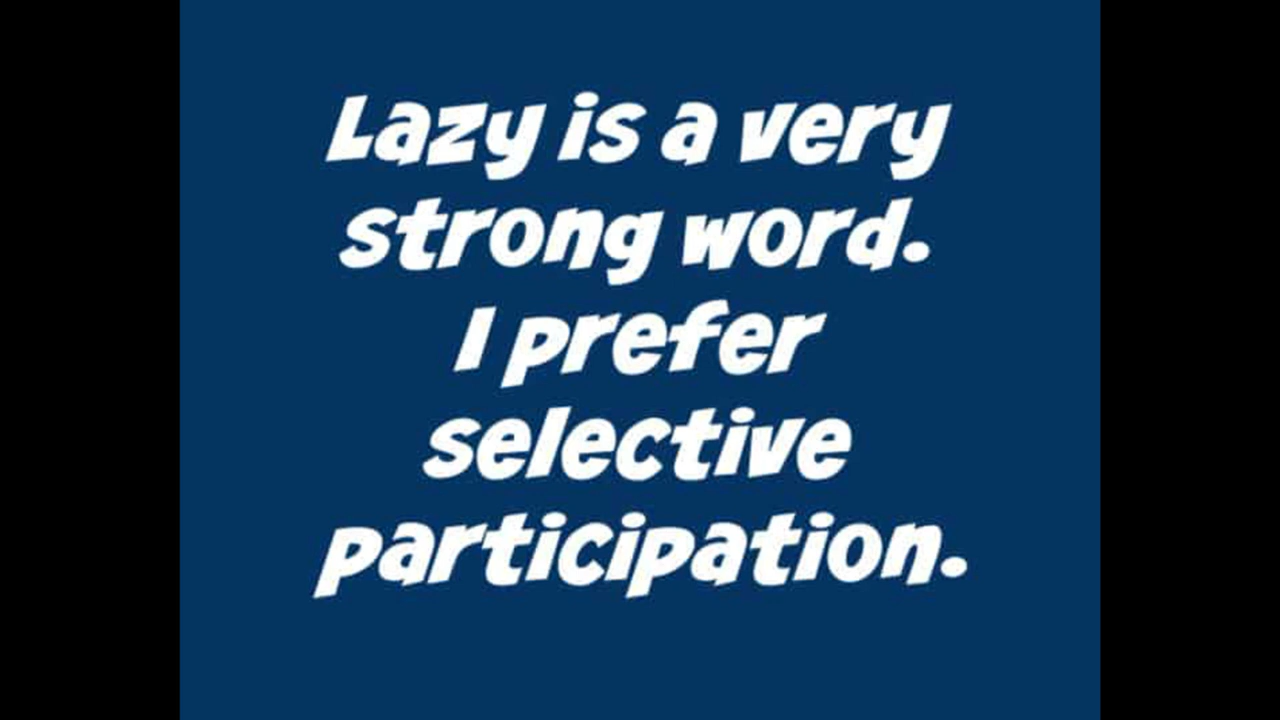 Lazy is a very
strong word.
I prefer
selective
participation.